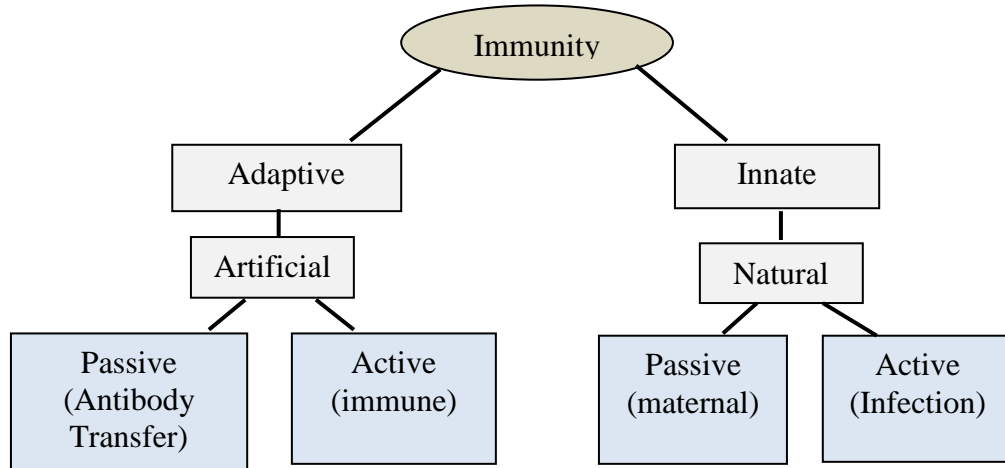 Immunity
Adaptive
Innate
Artificial
Natural
Passive
(Antibody
Transfer)
Active
(immune)
Passive
(maternal)
Active
(Infection)